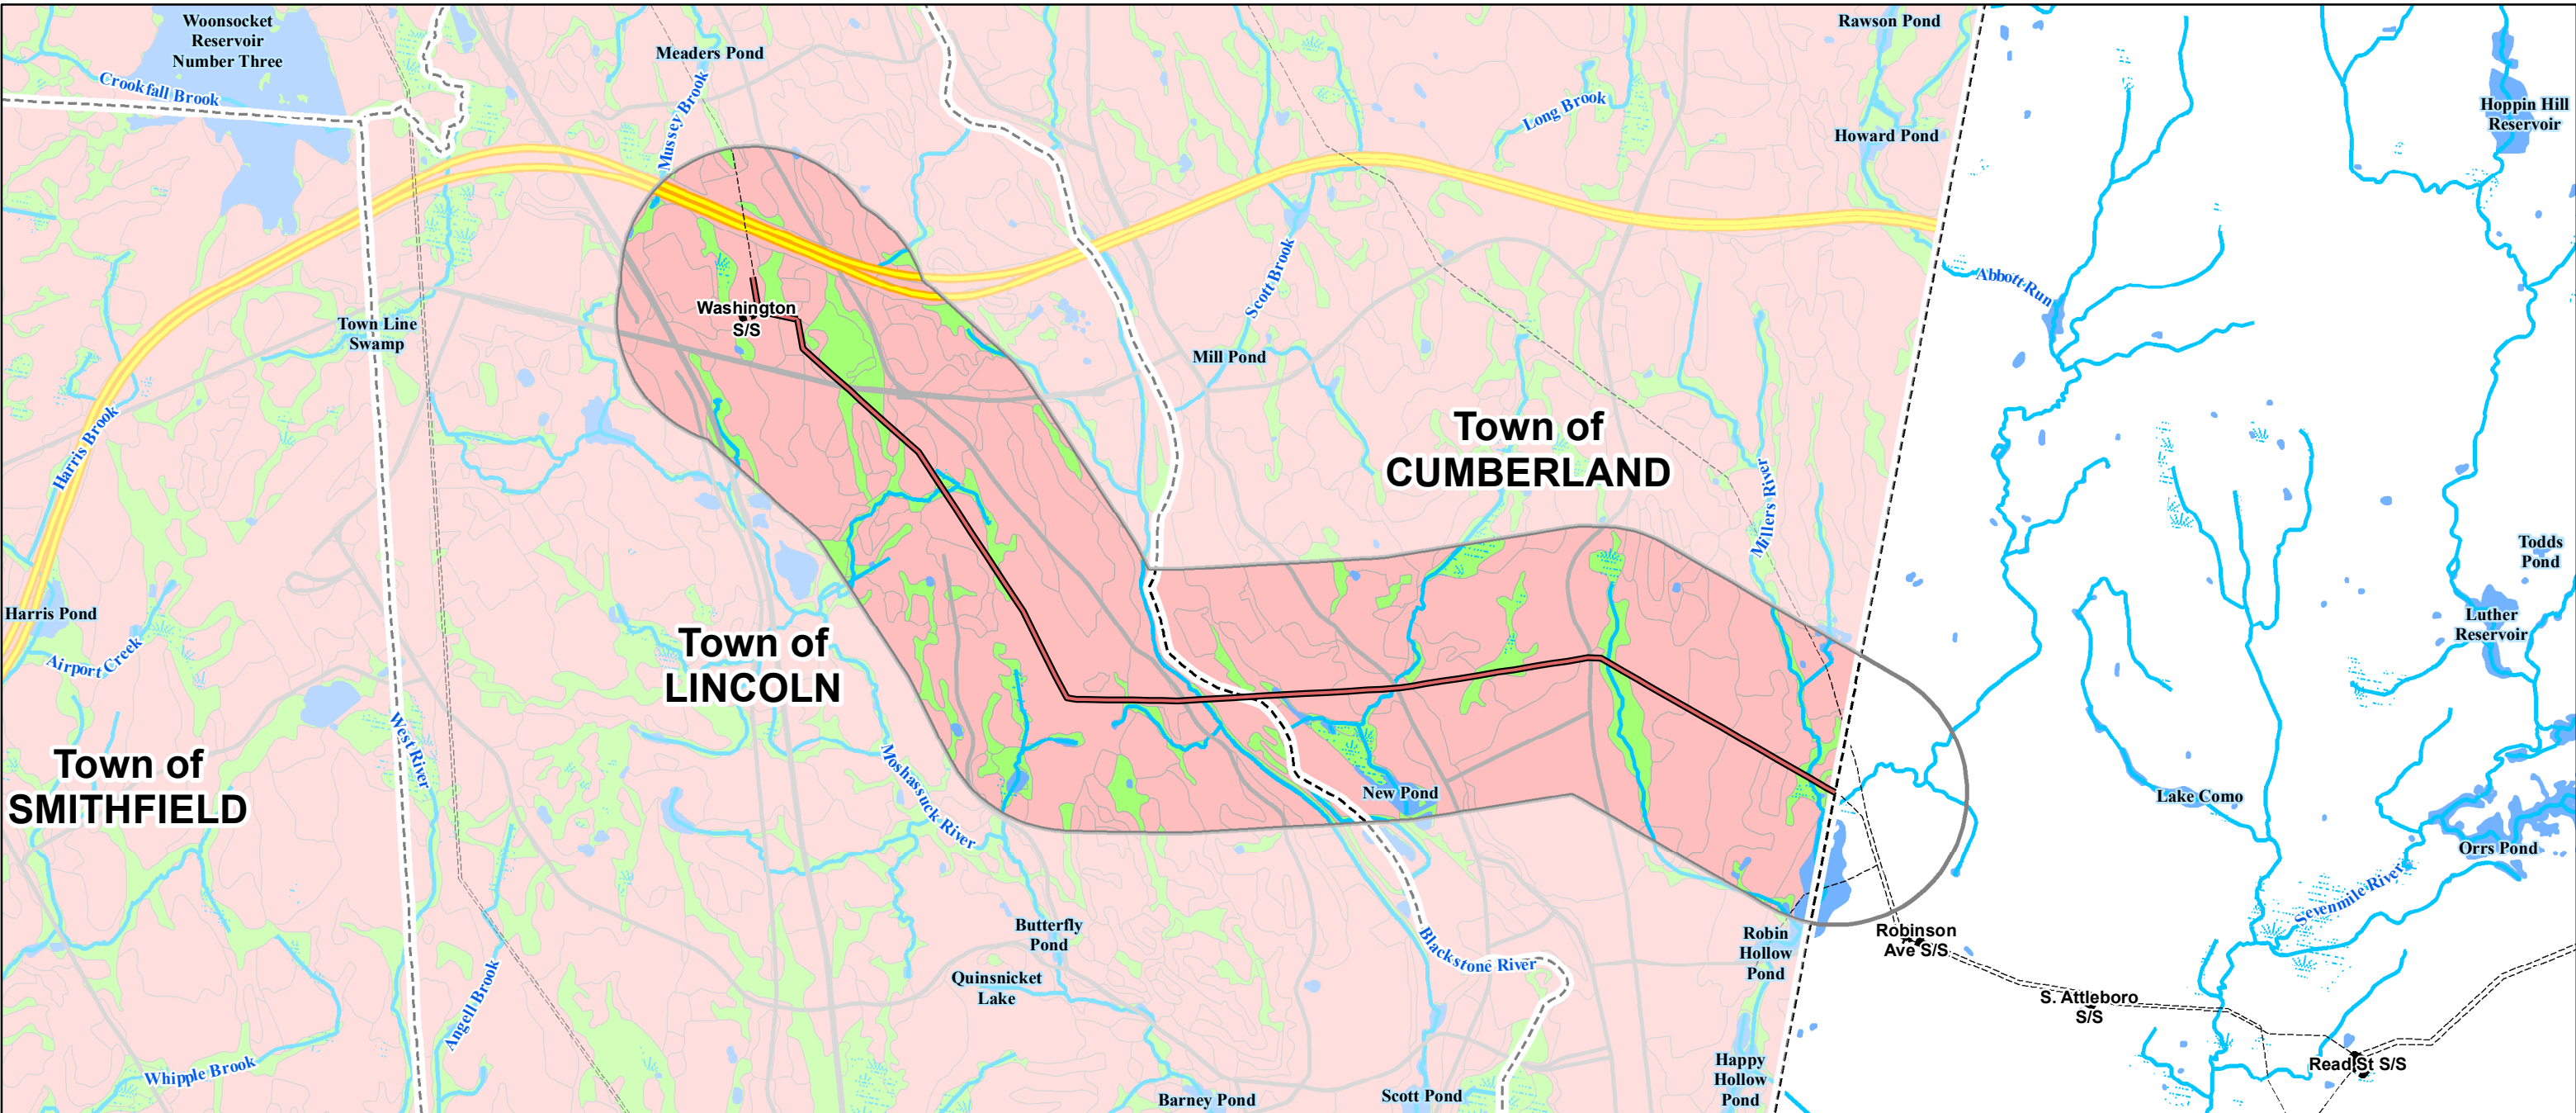 Woonsocket
Reservoir
Number Three
Crookfall Brook
Meaders Pond
Mussey Brook
Rawson Pond
Long Brook
Howard Pond
Hoppin Hill
Reservoir
Washington
S/S
Town Line
Swamp
Harris Brook
Scott Brook
Mill Pond
Abbott Run
Town of
CUMBERLAND
Millers River
Todds
Pond
Harris Pond
Airport Creek
Town of
LINCOLN
Luther
Reservoir
West River
Moshassuck River
Town of
SMITHFIELD
New Pond
Lake Como
Orrs Pond
Sevenmile River
Butterfly
Pond
Quinsnicket
Lake
Blackstone River
Robin
Hollow
Pond
Robinson
Ave S/S
Angell Brook
S. Attleboro
S/S
Whipple Brook
Barney Pond
Scott Pond
Happy
Hollow
Pond
Read St S/S